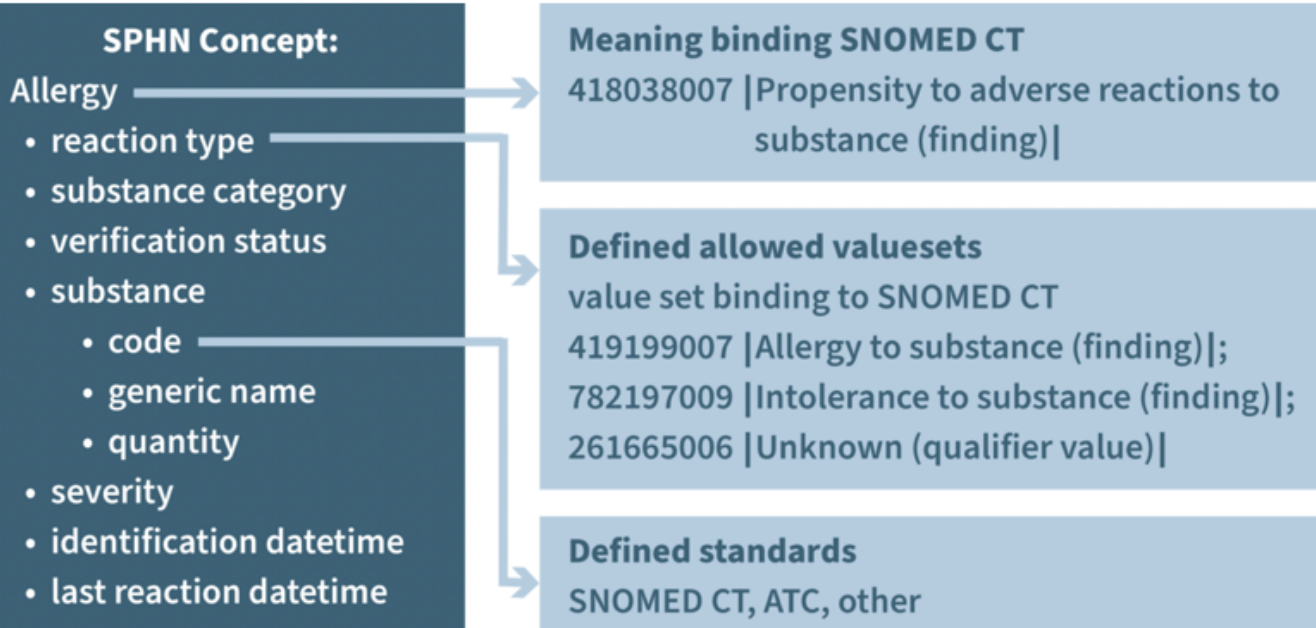 SPHN Concept:
Allergy
• reaction type
• substance category
• verification status
• substance
• code
• generic name
• quantity
• severity
• identification datetime
• last reaction datetime
Meaning binding SNOMED CT
418038007 |Propensity to adverse reactions to
substance (finding)|
Defined allowed valuesets
value set binding to SNOMED CT
419199007 |Allergy to substance (finding)|;
782197009 |Intolerance to substance (finding)|;
261665006 |Unknown (qualifier value)|
Defined standards
SNOMED CT, ATC, other